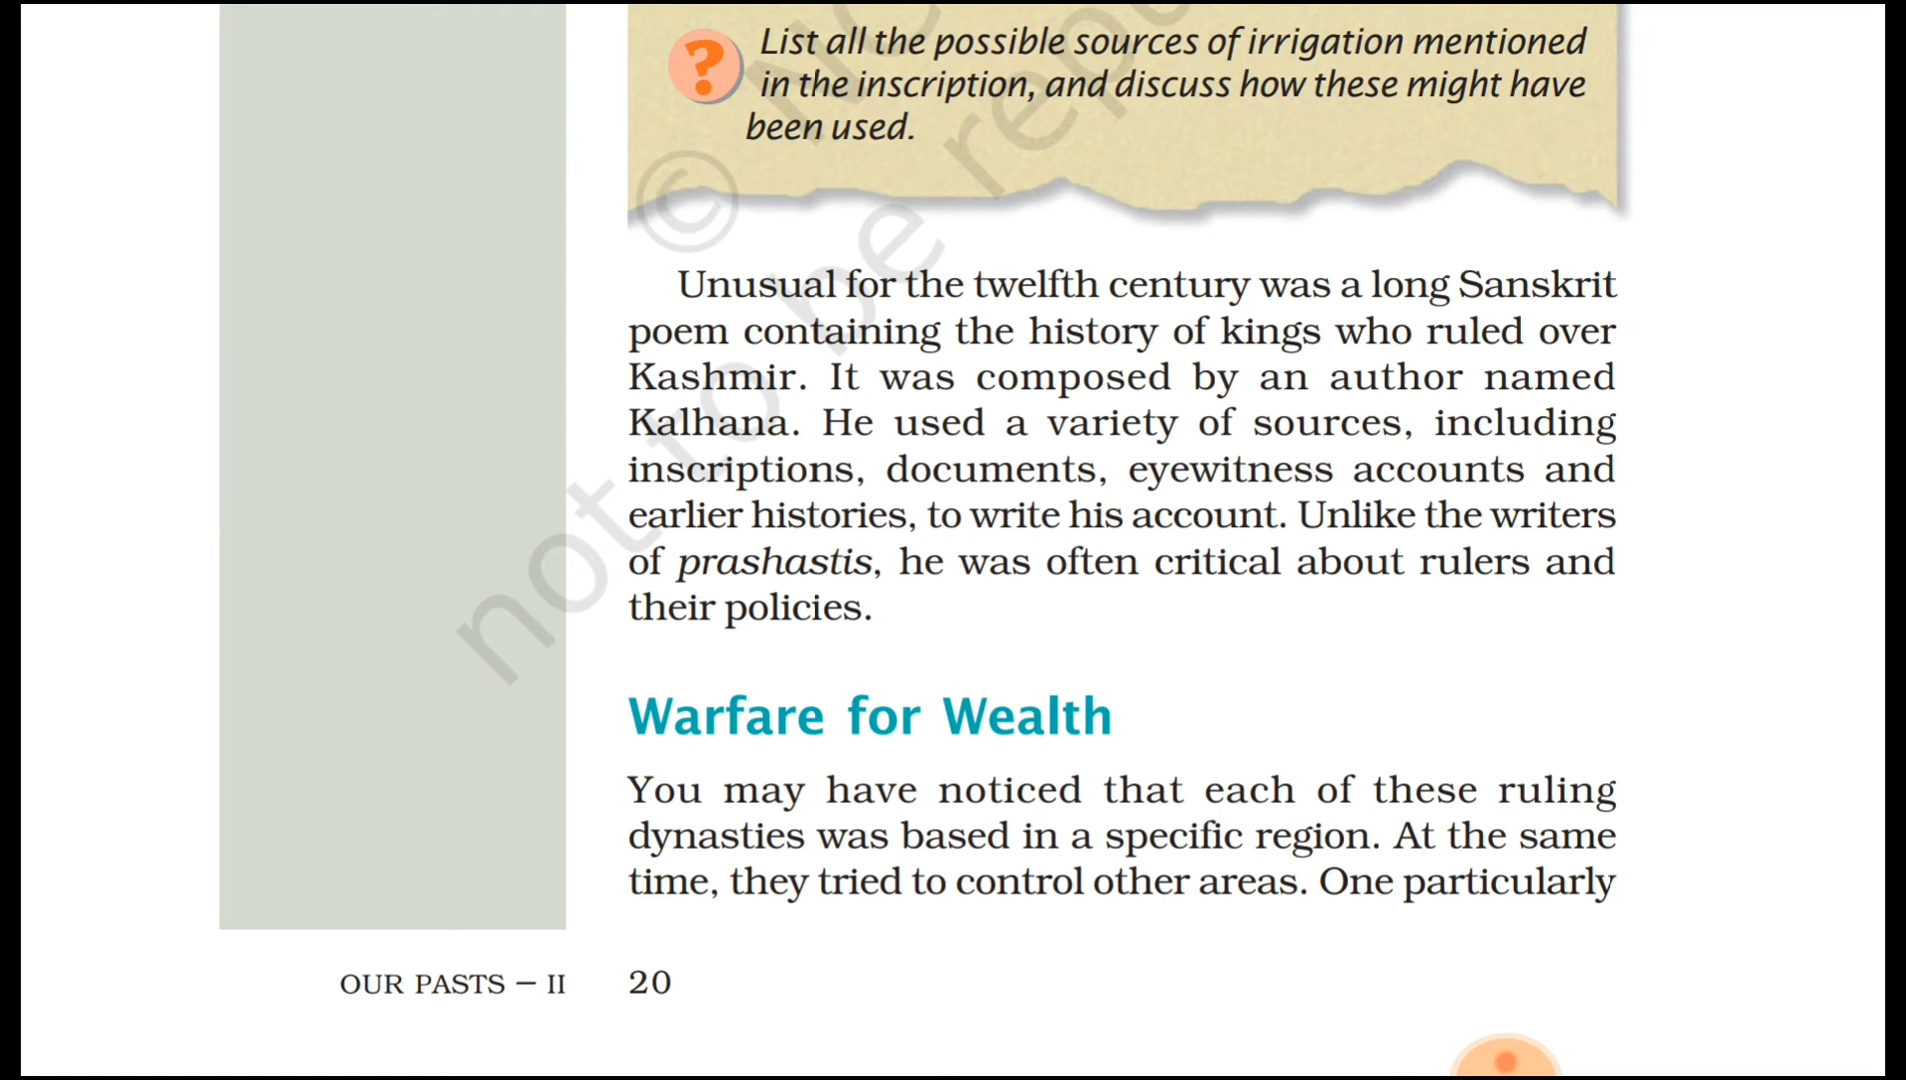 List all the possible sources of irrigation mentioned
in the inscription, and discuss how these might have
been used.
Unusual for the twelfth century was a long Sanskrit
poem containing the history of kings who ruled over
Kashmir. It was composed by an author named
Kalhana. He used a variety of sources, including
inscriptions, documents, eyewitness accounts and
earlier histories, to write his account. Unlike the writers
of prashastis, he was often critical about rulers and
their policies.
Warfare for Wealth
You may have noticed that each of these ruling
dynasties was based in a specific region. At the same
time, they tried to control other areas. One particularly
OUR PASTS – II 20
©
not to be